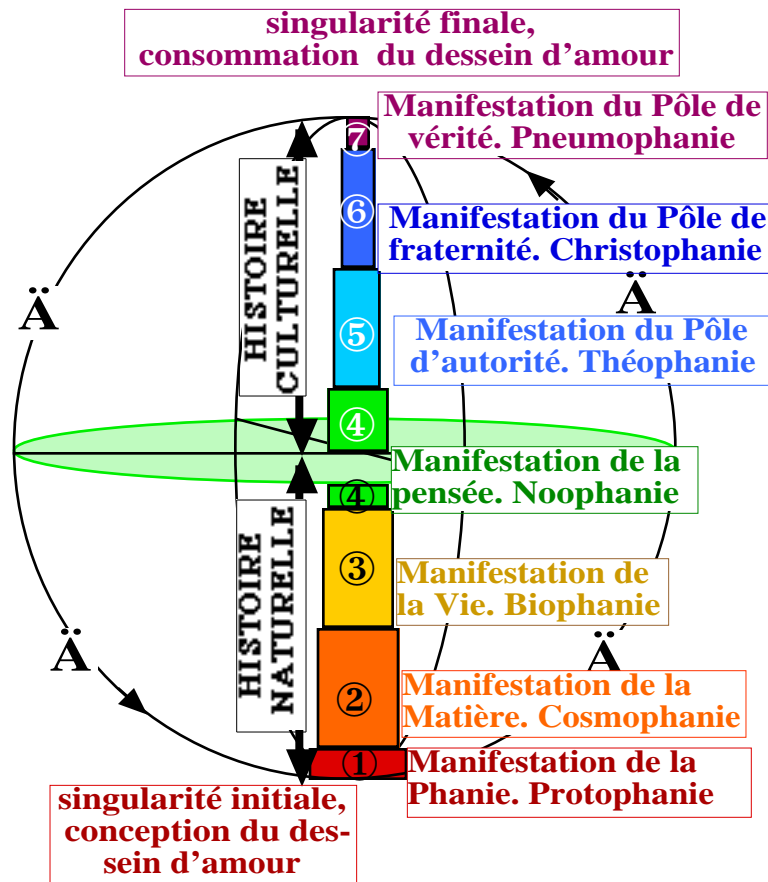 singularité finale,
consommation du dessein d’amour
Manifestation du Pôle de
vérité. Pneumophanie
⑦
HISTOIRE
CULTURELLE
⑥
Manifestation du Pôle de
fraternité. Christophanie
Ä
Ä
⑤
Manifestation du Pôle
d’autorité. Théophanie
④
Manifestation de la
pensée. Noophanie
④
HISTOIRE
NATURELLE
③
Manifestation de
la Vie. Biophanie
Ä
Ä
②
Manifestation de la
Matière. Cosmophanie
①
Manifestation de la
Phanie. Protophanie
singularité initiale,
conception du des-
sein d’amour